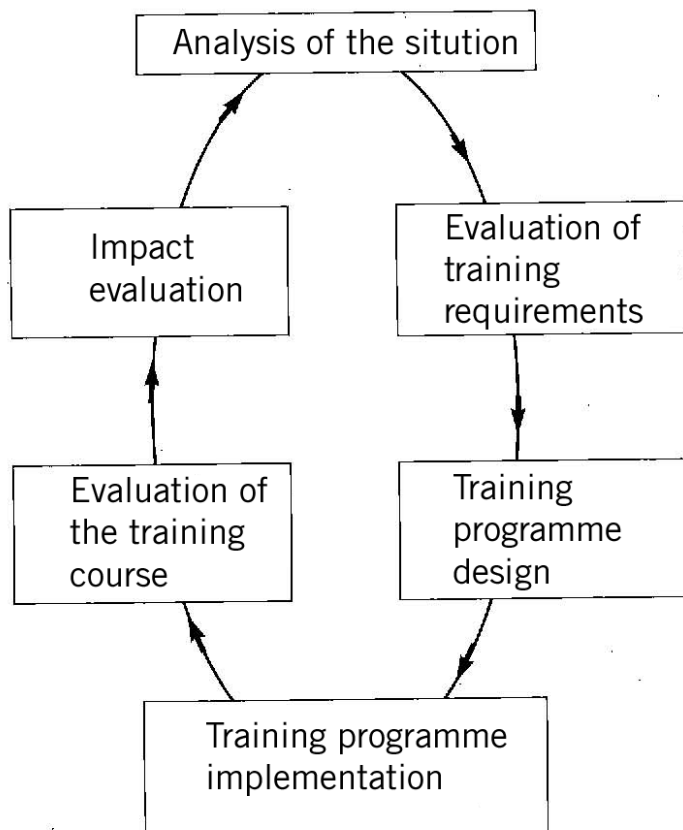 Analysis of the sitution
Evaluation of
training
requirements
Training
programme
design
Training programme
implementation
Evaluation of
the training
course
Impact
evaluation